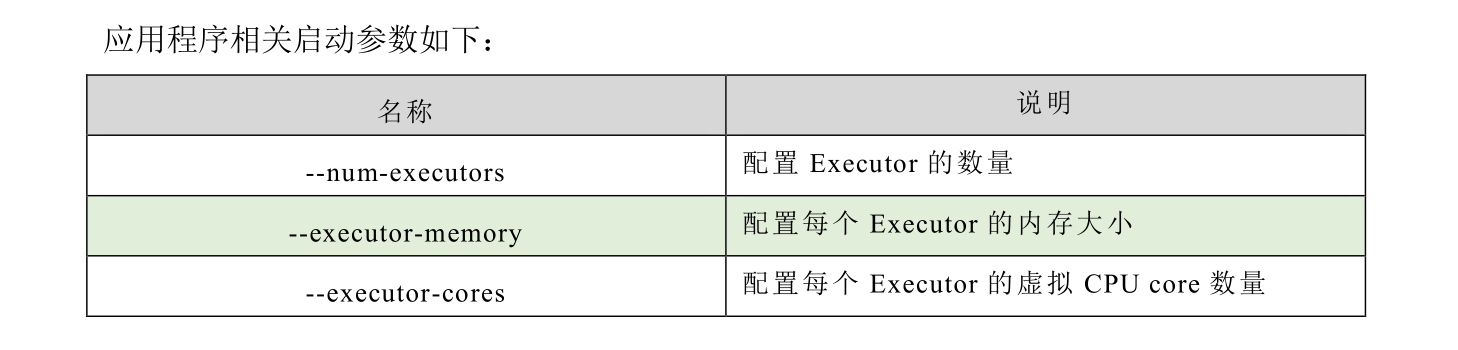 应用程序相关启动参数如下：
名称 说明
--num-executors 配置 Executor 的数量
--executor-memory 配置每个 Executor 的内存大小
--executor-cores 配置每个 Executor 的虚拟 CPU core 数量